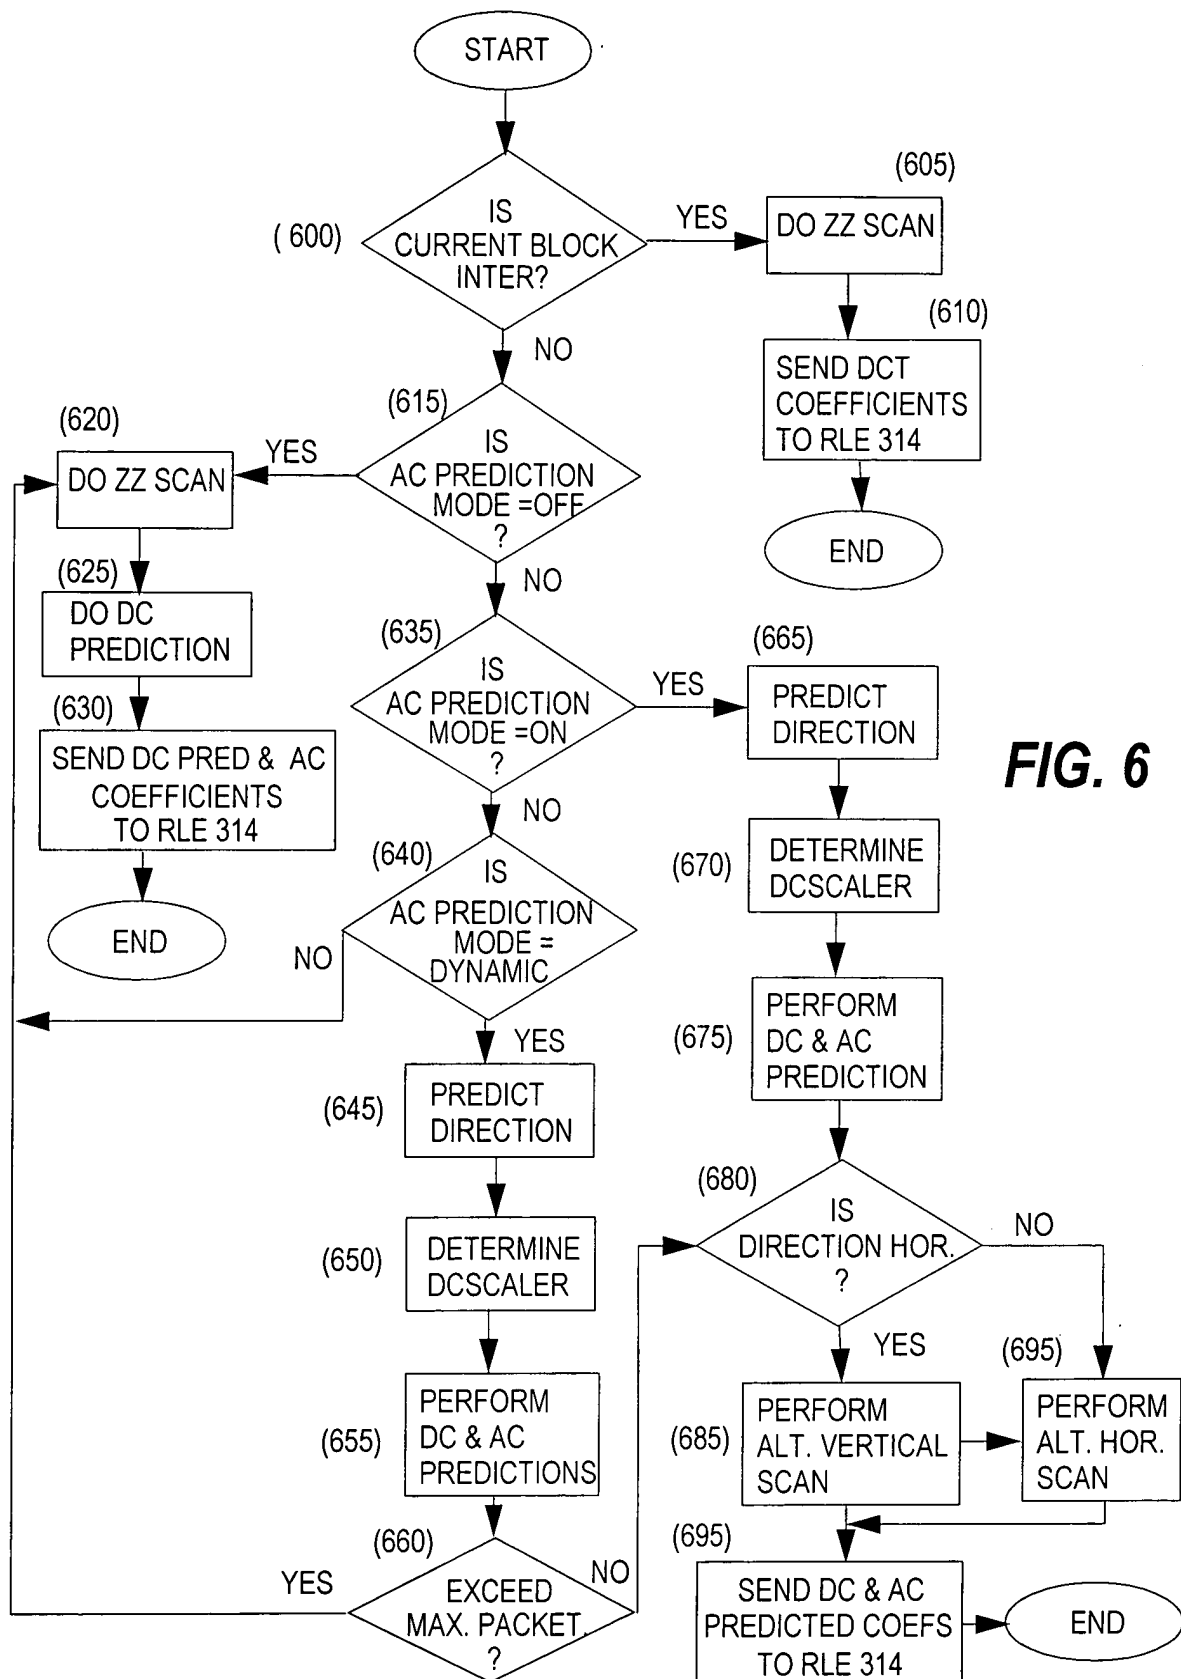 START
(600)
IS
CURRENT BLOCK
INTER?
YES
(605)
DO ZZ SCAN
(610)
SEND DCT
COEFFICIENTS
TO RLE 314
END
NO
(615)
IS
AC PREDICTION
MODE =OFF
?
YES
(620)
DO ZZ SCAN
(625)
DO DC
PREDICTION
(630)
SEND DC PRED & AC
COEFFICIENTS
TO RLE 314
END
NO
(635)
IS
AC PREDICTION
MODE =ON
?
YES
(665)
PREDICT
DIRECTION
FIG. 6
NO
(640)
IS
AC PREDICTION
MODE =
DYNAMIC
NO
(670)
DETERMINE
DCSCALER
YES
(675)
PERFORM
DC & AC
PREDICTION
(645)
PREDICT
DIRECTION
(680)
IS
DIRECTION HOR.
?
NO
(650)
DETERMINE
DCSCALER
YES
(695)
(655)
PERFORM
DC & AC
PREDICTIONS
(685)
PERFORM
ALT. VERTICAL
SCAN
PERFORM
ALT. HOR.
SCAN
(660)
EXCEED
MAX. PACKET.
?
YES
NO
(695)
SEND DC & AC
PREDICTED COEFS
TO RLE 314
END